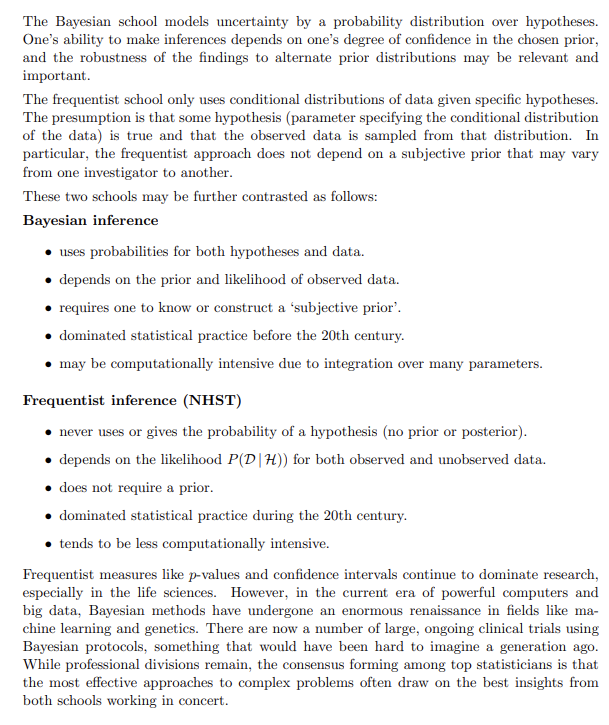 The Bayesian school models uncertainty by a probability distribution over hypotheses.
One's ability to make inferences depends on one's degree of confidence in the chosen prior,
and the robustness of the findings to alternate prior distributions may be relevant and
important.
The frequentist school only uses conditional distributions of data given specific hypotheses.
The presumption is that some hypothesis (parameter specifying the conditional distribution
of the data) is true and that the observed data is sampled from that distribution. In
particular, the frequentist approach does not depend on a subjective prior that may vary
from one investigator to another.
These two schools may be further contrasted as follows:
Bayesian inference
• uses probabilities for both hypotheses and data.
• depends on the prior and likelihood of observed data.
• requires one to know or construct a ‘subjective prior’.
• dominated statistical practice before the 20th century.
• may be computationally intensive due to integration over many parameters.
Frequentist inference (NHST)
• never uses or gives the probability of a hypothesis (no prior or posterior).
• depends on the likelihood P(D | H)) for both observed and unobserved data.
• does not require a prior.
• dominated statistical practice during the 20th century.
• tends to be less computationally intensive.
Frequentist measures like p-values and confidence intervals continue to dominate research,
especially in the life sciences. However, in the current era of powerful computers and
big data, Bayesian methods have undergone an enormous renaissance in fields like ma-
chine learning and genetics. There are now a number of large, ongoing clinical trials using
Bayesian protocols, something that would have been hard to imagine a generation ago.
While professional divisions remain, the consensus forming among top statisticians is that
the most effective approaches to complex problems often draw on the best insights from
both schools working in concert.